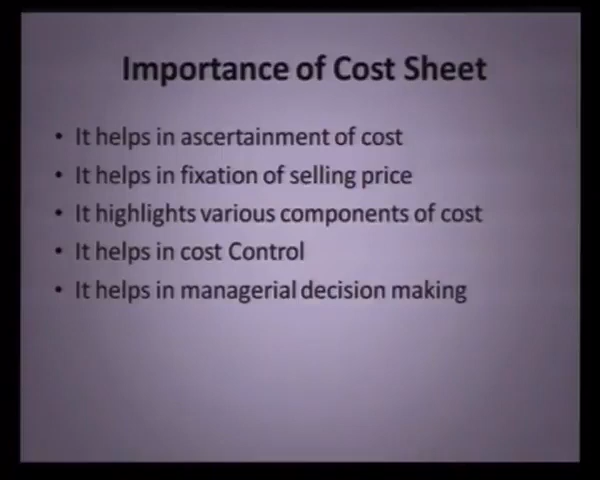 Importance of Cost Sheet
• It helps in ascertainment of cost
• It helps in fixation of selling price
• It highlights various components of cost
• It helps in cost Control
• It helps in managerial decision making